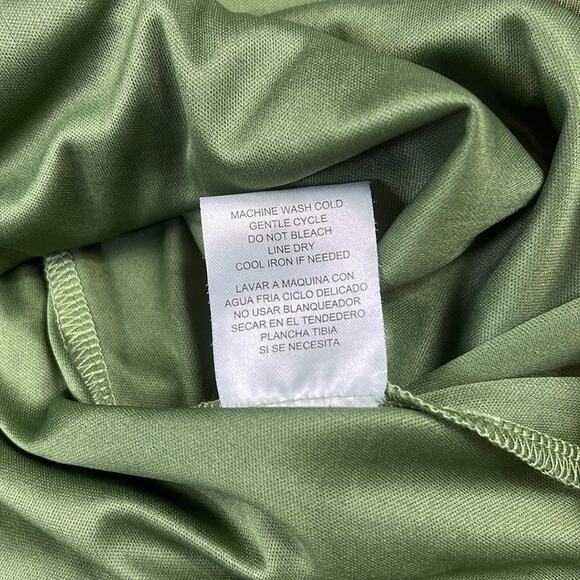 MACHINE WASH COLD
GENTLE CYCLE
DO NOT BLEACH
LINE DRY
COOL IRON IF NEEDED
LAVAR A MAQUINA CON
AGUA FRIA CICLO DELICADO
NO USAR BLANQUEADOR
SECAR EN EL TENDEDERO
PLANCHA TIBIA
SI SE NECESITA